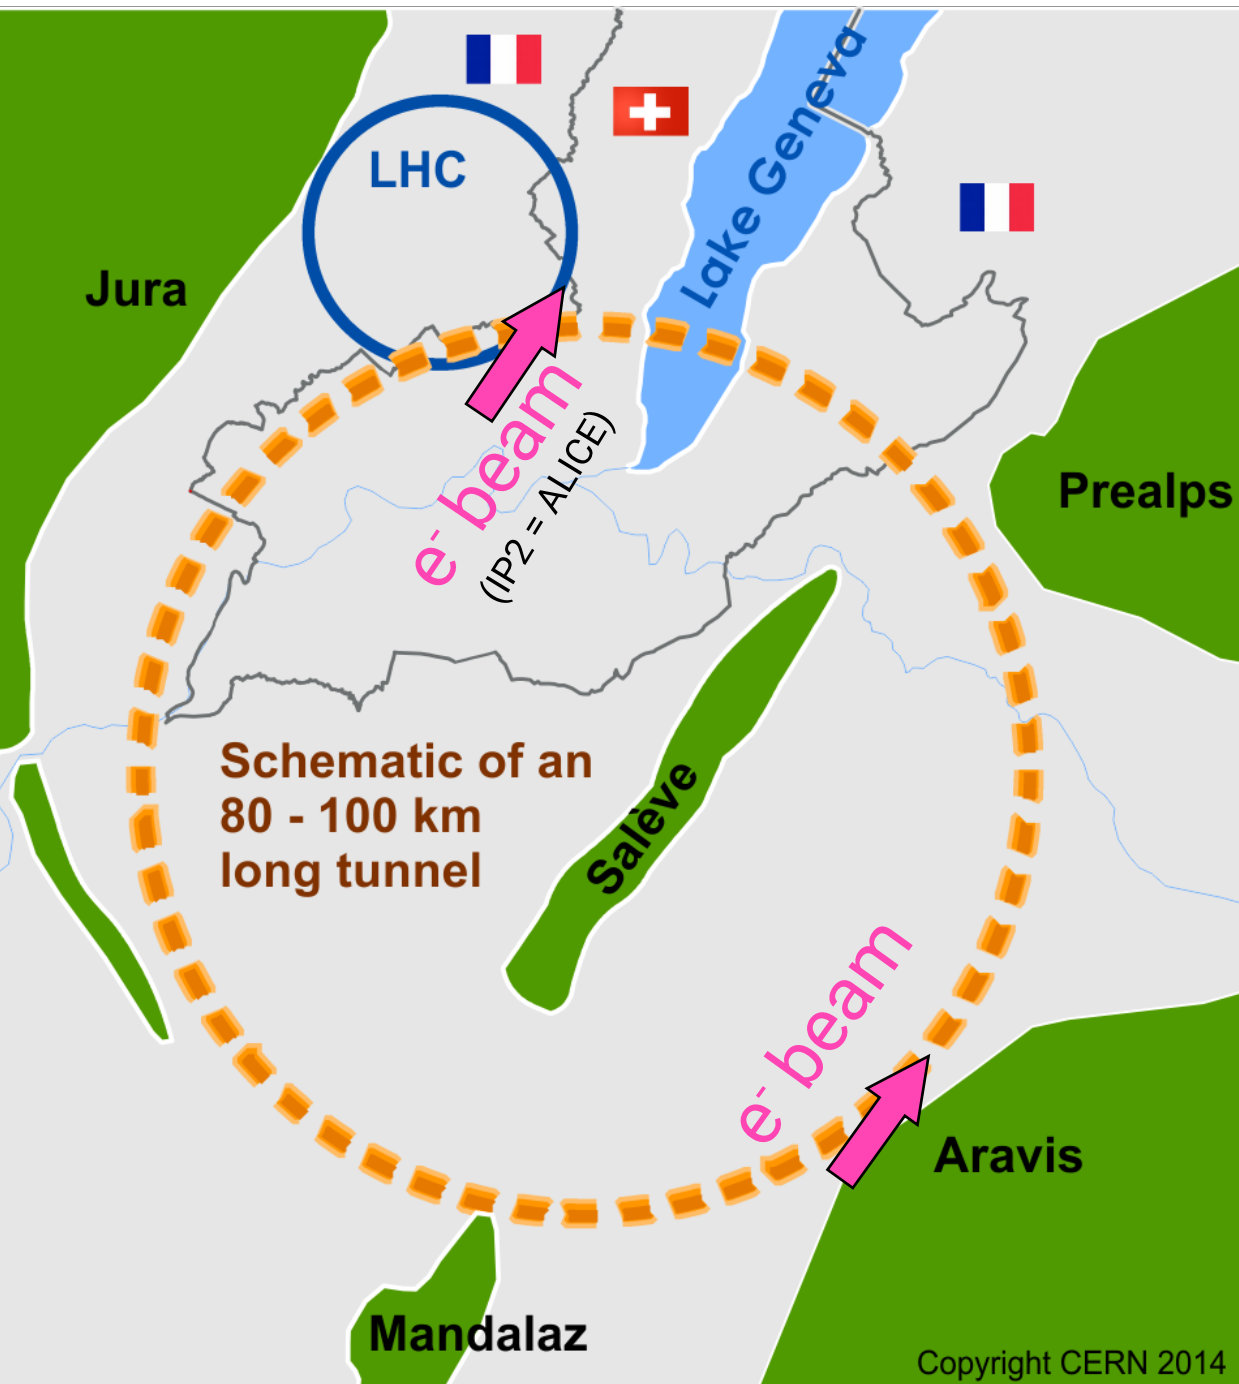 LHC
Lake Geneva
Jura
e- beam
(IP2 = ALICE)
Prealps
Schematic of an
80 - 100 km
long tunnel
Salève
e- beam
Aravis
Mandalaz
Copyright CERN 2014